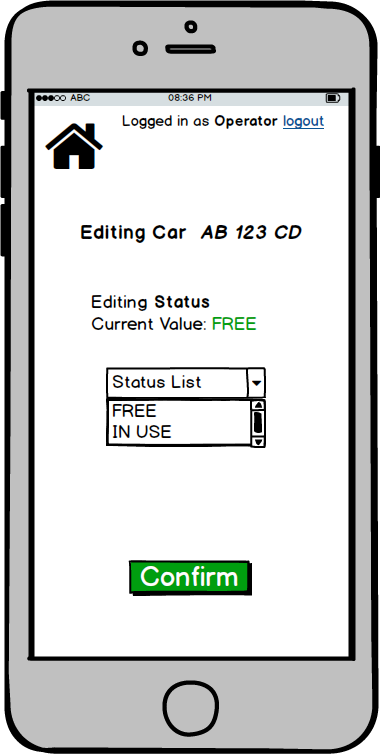 ABC 08:36 PM
Logged in as Operator logout
Editing Car AB 123 CD
Editing Status
Current Value: FREE
Status List
FREE
IN USE
Confirm